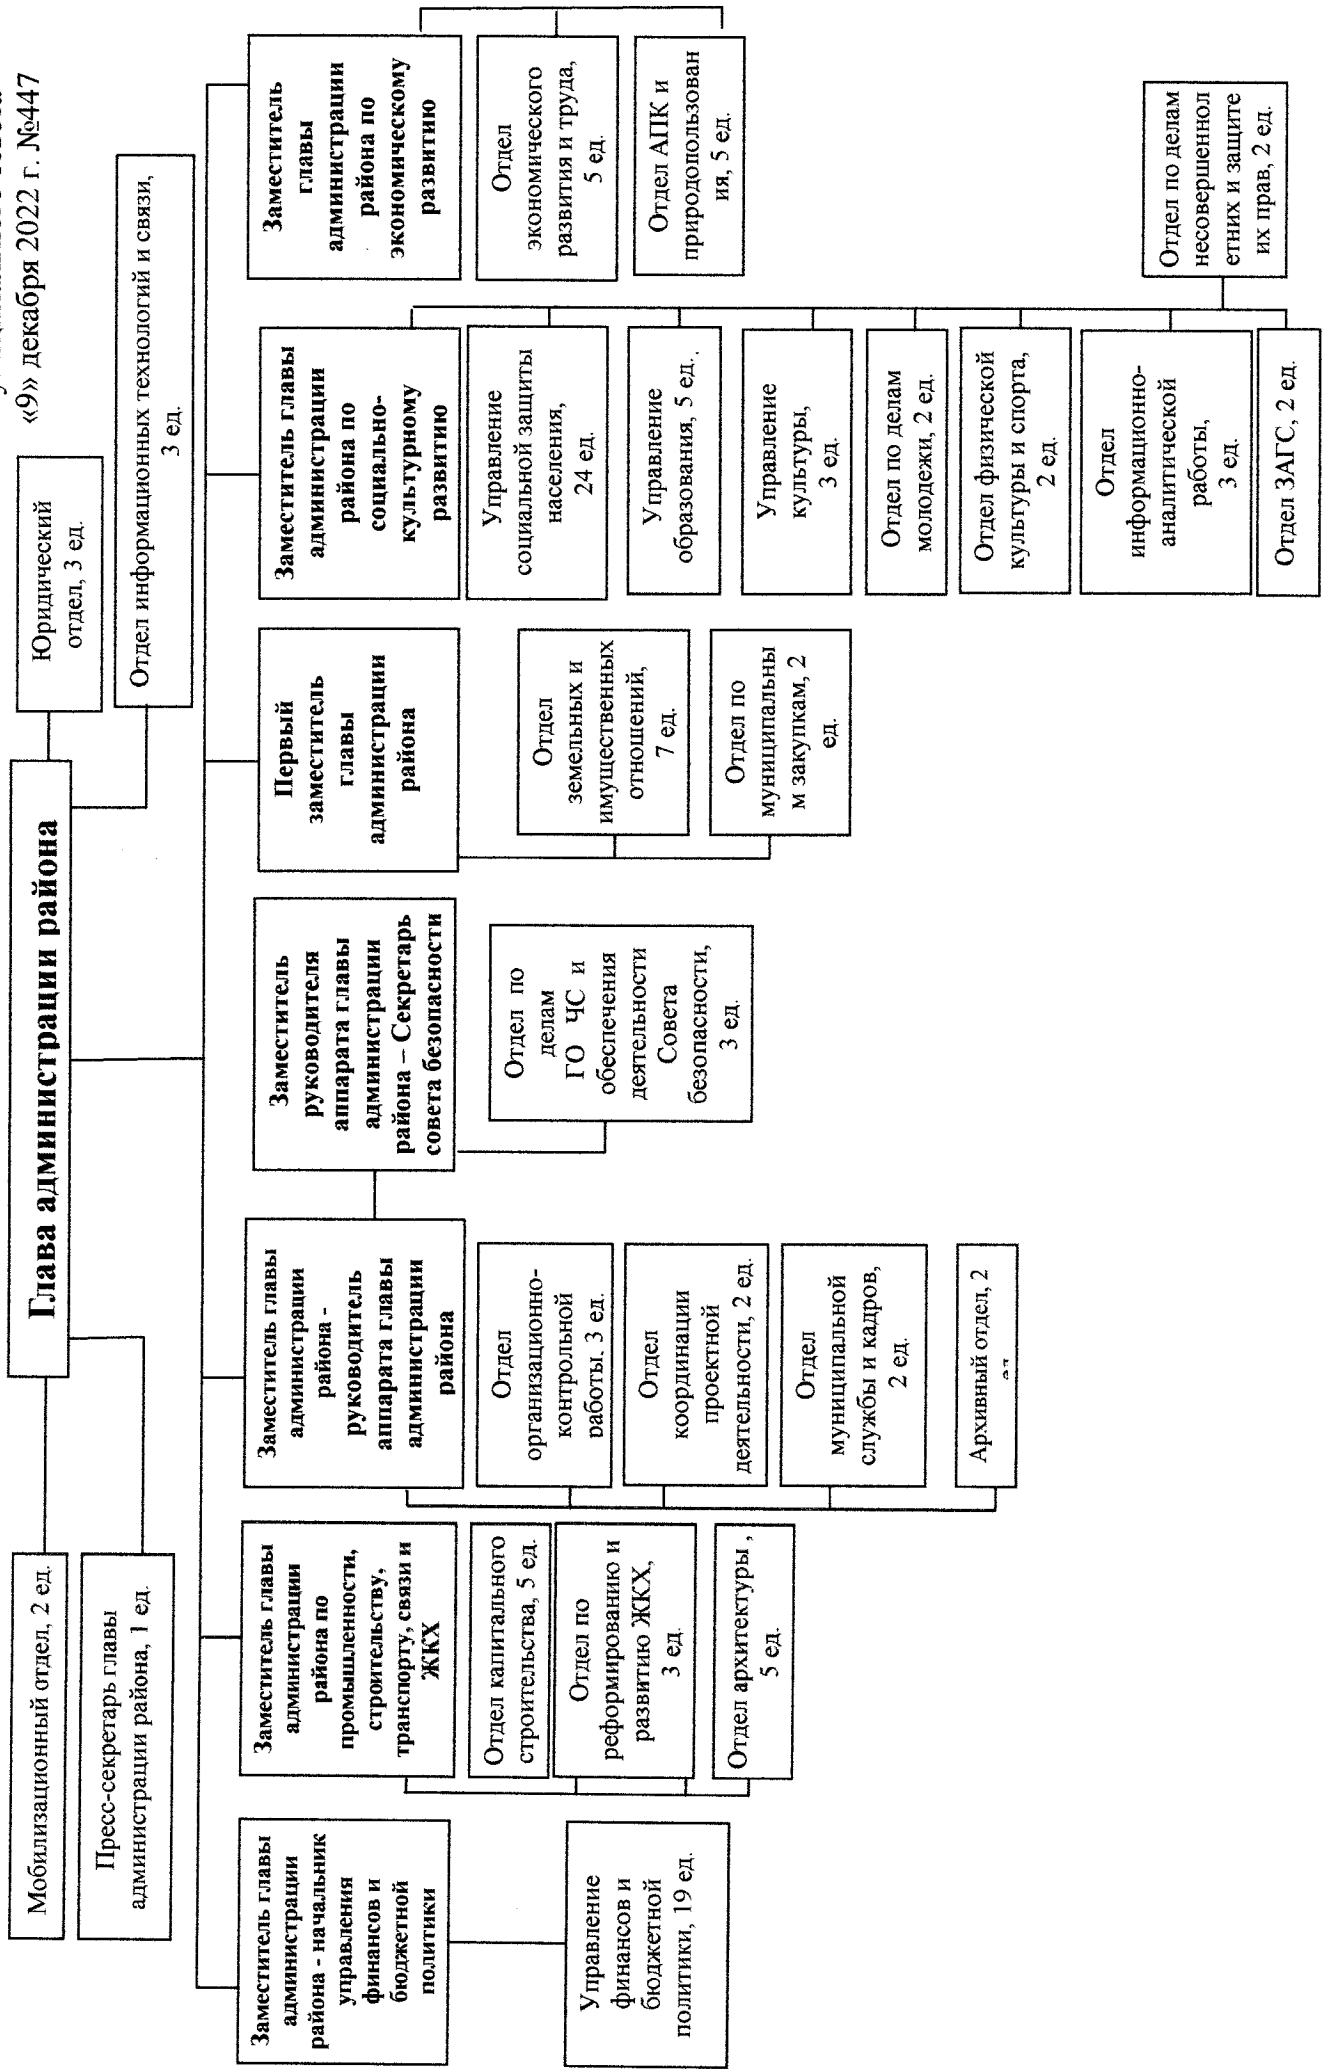 «9» декабря 2022 г. №447
Глава администрации района
Мобилизационный отдел, 2 ед.
Пресс-секретарь главы
администрации района, 1 ед.
Юридический
отдел, 3 ед.
Отдел информационных технологий и связи,
3 ед.
Заместитель главы
администрации
района - начальник
управления
финансов и
бюджетной
политики
Управление
финансов и
бюджетной
политики, 19 ед.
Заместитель главы
администрации
района по
промышленности,
строительству,
транспорту, связи и
ЖКХ
Отдел капитального
строительства, 5 ед.
Отдел по
реформированию и
развитию ЖКХ,
3 ед.
Отдел архитектуры ,
5 ед.
Заместитель главы
администрации
района -
руководитель
аппарата главы
администрации
района
Отдел
организационно-
контрольной
работы. 3 ед.
Отдел
координации
проектной
деятельности, 2 ед.
Отдел
муниципальной
службы и кадров,
2 ед.
Архивный отдел, 2
Заместитель
руководителя
аппарата главы
администрации
района – Секретарь
совета безопасности
Отдел по
делам
ГО ЧС и
обеспечения
деятельности
Совета
безопасности,
3 ед.
Первый
заместитель
главы
администрации
района
Отдел
земельных и
имущественных
отношений,
7 ед.
Отдел по
муниципальны
м закупкам, 2
ед.
Заместитель главы
администрации
района по
социально-
культурному
развитию
Управление
социальной защиты
населения,
24 ед.
Управление
образования, 5 ед..
Управление
культуры,
3 ед.
Отдел по делам
молодежи, 2 ед.
Отдел физической
культуры и спорта,
2 ед.
Отдел
информационно-
аналитической
работы,
3 ед.
Отдел ЗАГС, 2 ед.
Отдел по делам
несовершеннол
етних и защите
их прав, 2 ед.
Заместитель
главы
администрации
района по
экономическому
развитию
Отдел
экономического
развития и труда,
5 ед.
Отдел АПК и
природопользован
ия, 5 ед.